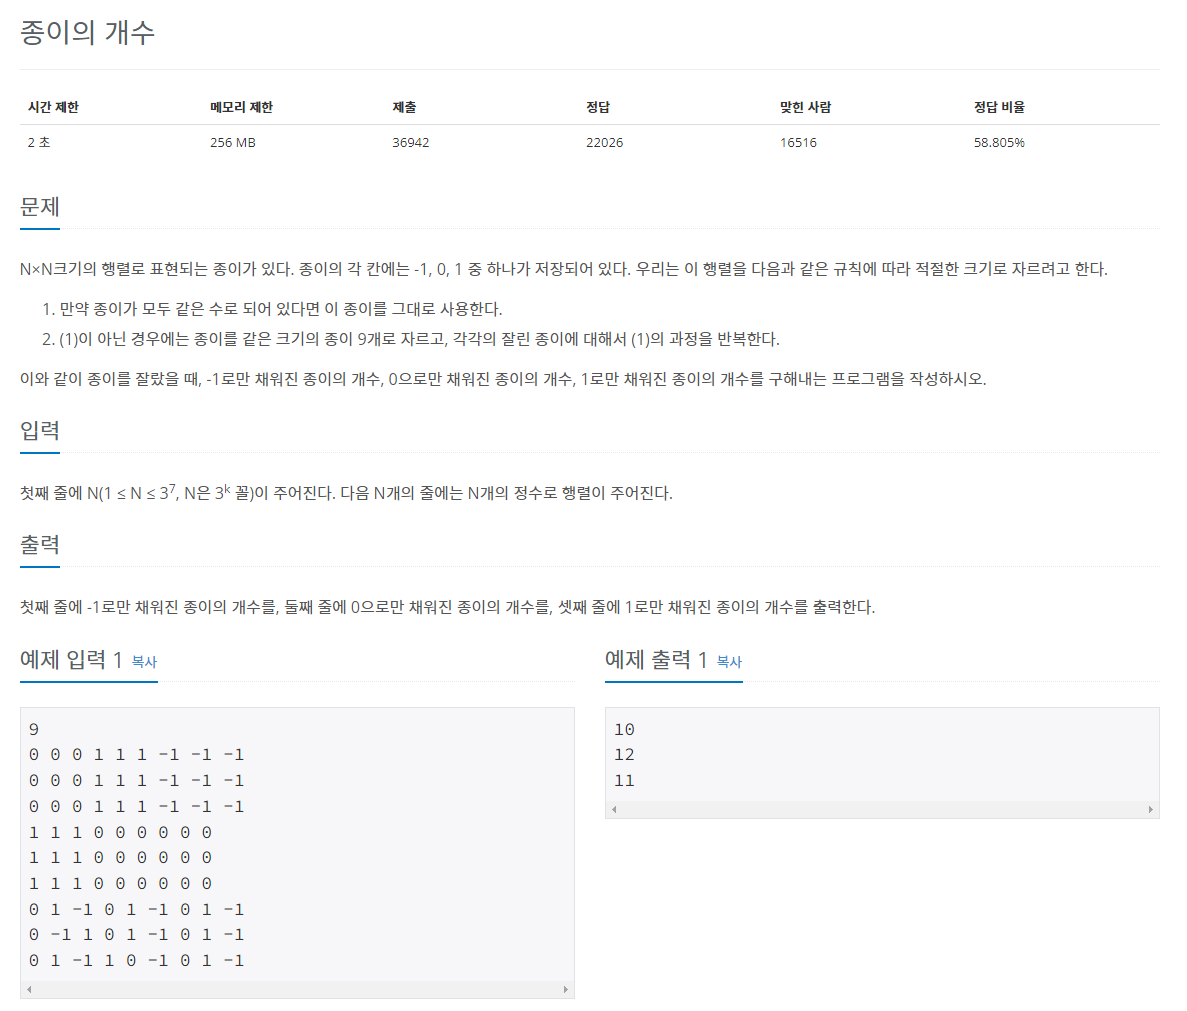 종이의 개수
시간 제한 메모리 제한 제출 정답 맞힌 사람 정답 비율
2 초 256 MB 36942 22026 16516 58.805%
문제
N×N크기의 행렬로 표현되는 종이가 있다. 종이의 각 칸에는 -1, 0, 1 중 하나가 저장되어 있다. 우리는 이 행렬을 다음과 같은 규칙에 따라 적절한 크기로 자르려고 한다.
1. 만약 종이가 모두 같은 수로 되어 있다면 이 종이를 그대로 사용한다.
2. (1)이 아닌 경우에는 종이를 같은 크기의 종이 9개로 자르고, 각각의 잘린 종이에 대해서 (1)의 과정을 반복한다.
이와 같이 종이를 잘랐을 때, -1로만 채워진 종이의 개수, 0으로만 채워진 종이의 개수, 1로만 채워진 종이의 개수를 구해내는 프로그램을 작성하시오.
입력
첫째 줄에 N(1 ≤ N ≤ 3⁷, N은 3ᵏ 꼴)이 주어진다. 다음 N개의 줄에는 N개의 정수로 행렬이 주어진다.
출력
첫째 줄에 -1로만 채워진 종이의 개수를, 둘째 줄에 0으로만 채워진 종이의 개수를, 셋째 줄에 1로만 채워진 종이의 개수를 출력한다.
예제 입력 1 복사
9
0 0 0 1 1 1 -1 -1 -1
0 0 0 1 1 1 -1 -1 -1
0 0 0 1 1 1 -1 -1 -1
1 1 1 0 0 0 0 0 0
1 1 1 0 0 0 0 0 0
1 1 1 0 0 0 0 0 0
0 1 -1 0 1 -1 0 1 -1
0 -1 1 0 1 -1 0 1 -1
0 1 -1 1 0 -1 0 1 -1
예제 출력 1 복사
10
12
11